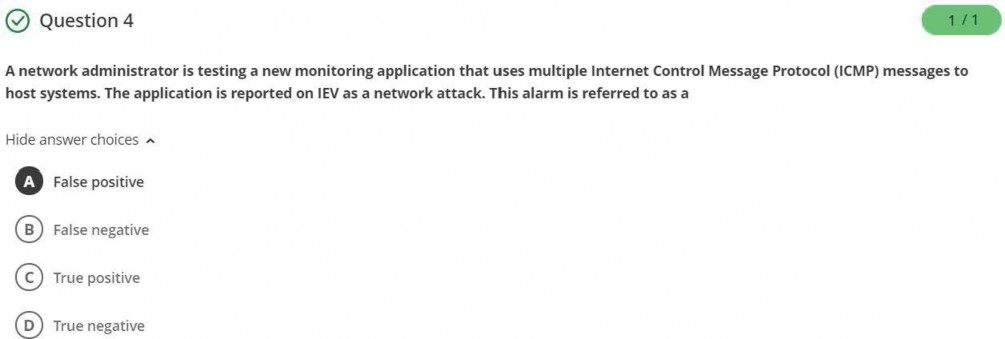 Question 4
1 / 1
A network administrator is testing a new monitoring application that uses multiple Internet Control Message Protocol (ICMP) messages to
host systems. The application is reported on IEV as a network attack. This alarm is referred to as a
Hide answer choices
A False positive
B False negative
C True positive
D True negative